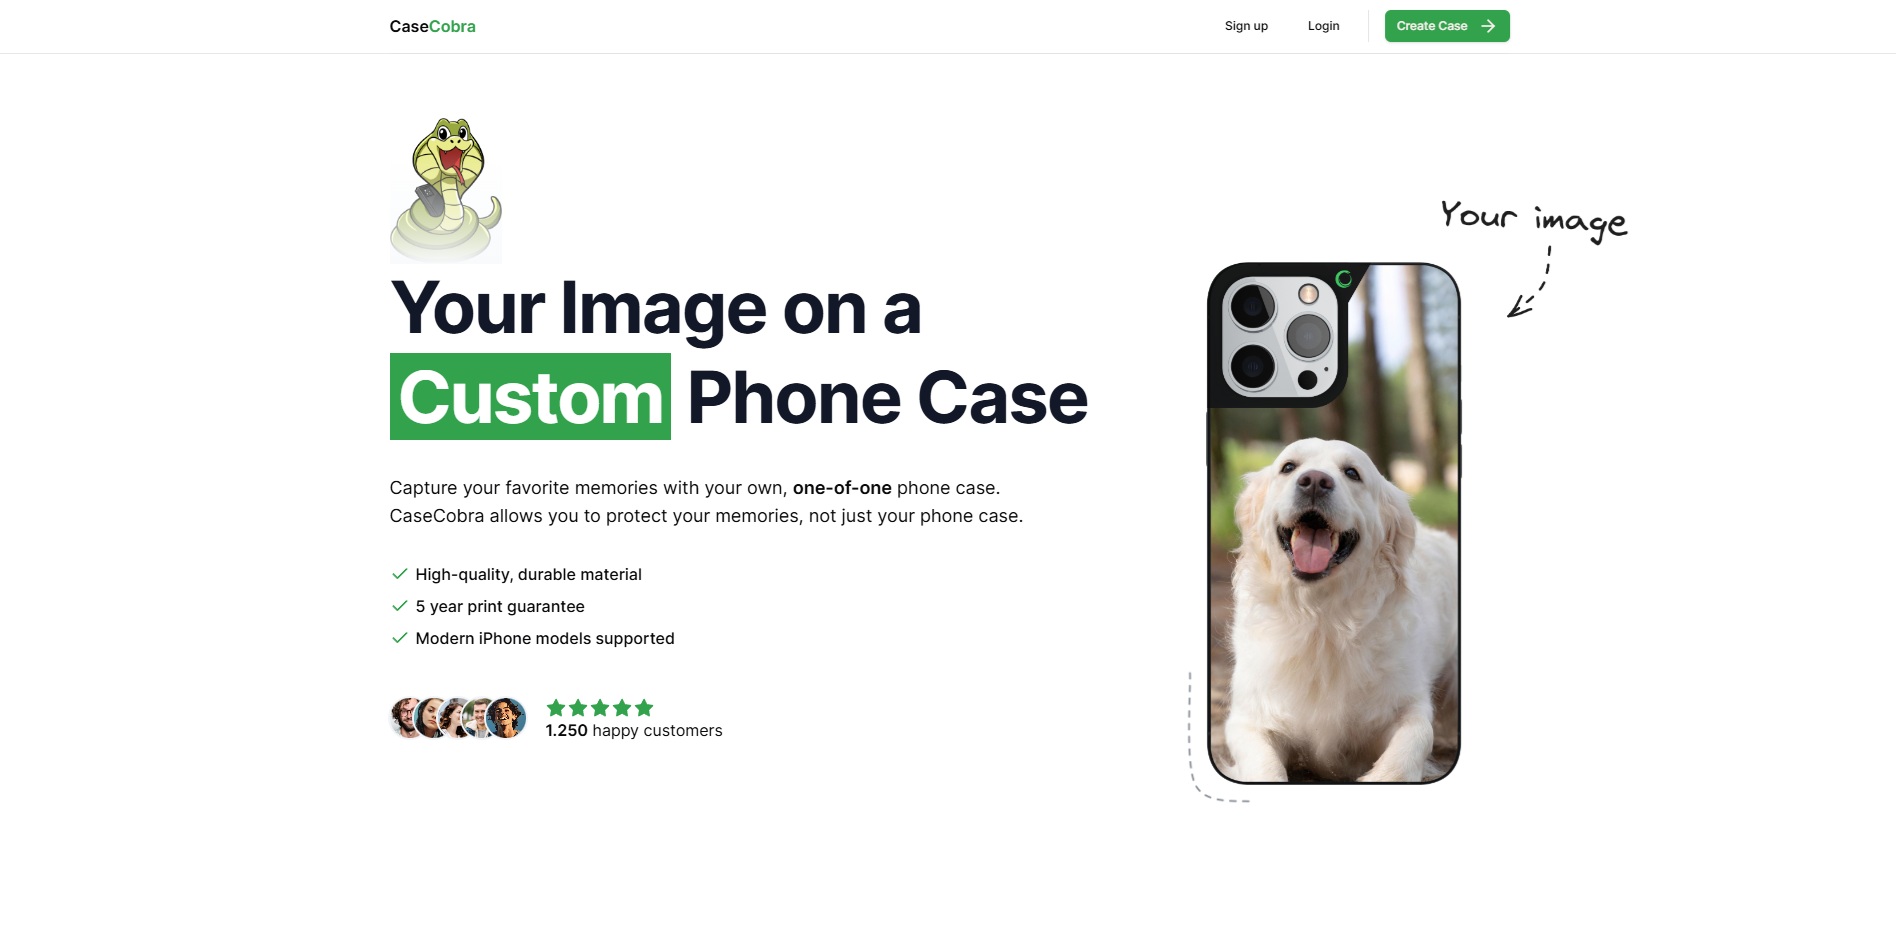 CaseCobra
Sign up
Login
Create Case
Your image
Your Image on a
Custom Phone Case
Capture your favorite memories with your own, one-of-one phone case.
CaseCobra allows you to protect your memories, not just your phone case.
High-quality, durable material
5 year print guarantee
Modern iPhone models supported
1.250 happy customers